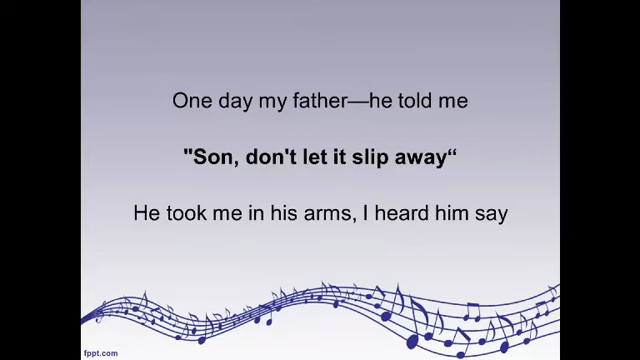 One day my father—he told me
"Son, don't let it slip away“
He took me in his arms, I heard him say
fppt.com